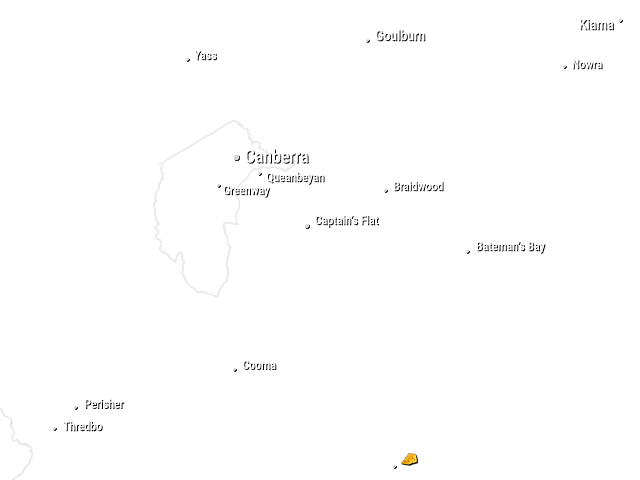 Kiama
Goulburn
Yass
Nowra
Canberra
Queanbeyan
Greenway
Braidwood
Captain's Flat
Bateman's Bay
Cooma
Perisher
Thredbo